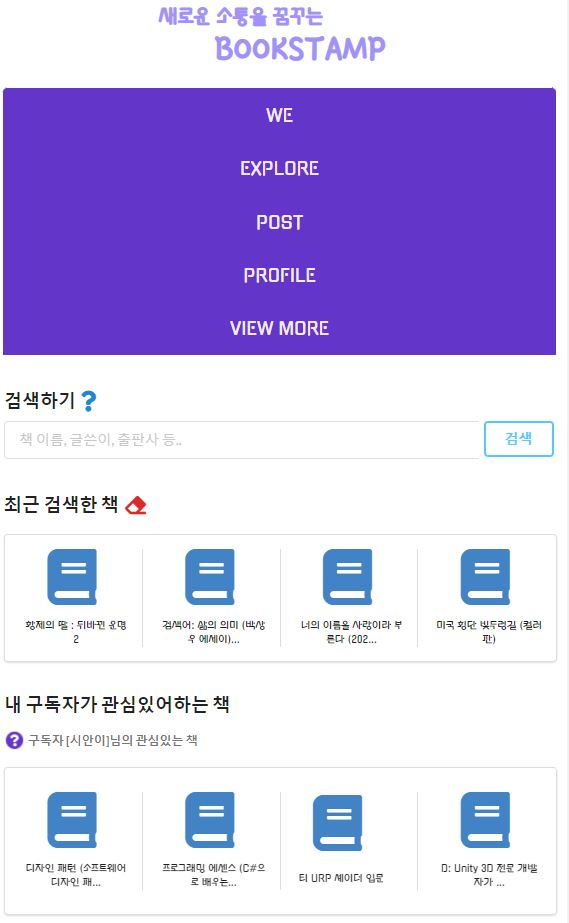 새로운 소통을 꿈꾸는
BOOKSTAMP
WE
EXPLORE
POST
PROFILE
VIEW MORE
검색하기
책 이름, 글쓴이, 출판사 등..
검색
최근 검색한 책
황제의 딸 : 뒤바뀐 운명
2
검색어: 삶의 의미 (박상
우 에세이)...
너의 이름을 사랑이라 부
른다 (202...
미국 횡단 빛두렁길 (컬러
판)
내 구독자가 관심있어하는 책
구독자 [시안이]님의 관심있는 책
디자인 패턴 (소프트웨어
디자인 패...
프로그래밍 에센스 (C#으
로 배우는...
티 URP 셰이더 입문
D: Unity 3D 전문 개발
자가 ...